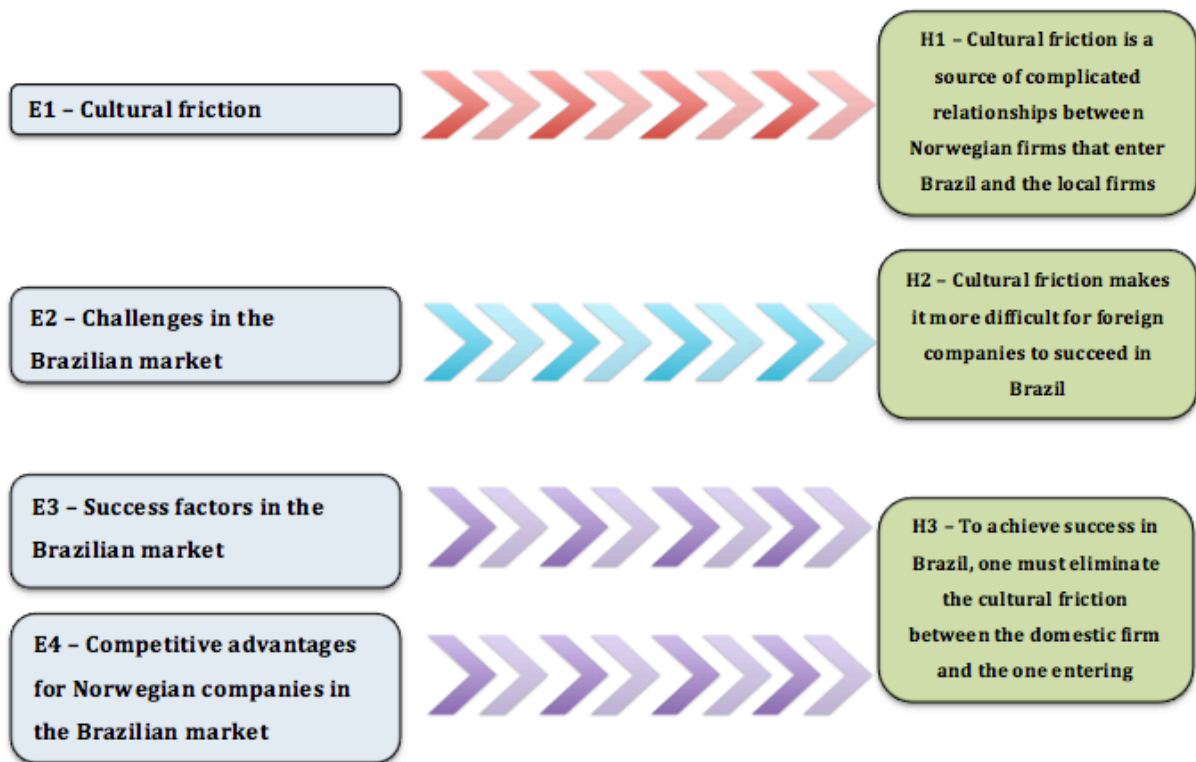 E1 – Cultural friction
H1 – Cultural friction is a
source of complicated
relationships between
Norwegian firms that enter
Brazil and the local firms
E2 – Challenges in the
Brazilian market
H2 – Cultural friction makes
it more difficult for foreign
companies to succeed in
Brazil
E3 – Success factors in the
Brazilian market
E4 – Competitive advantages
for Norwegian companies in
the Brazilian market
H3 – To achieve success in
Brazil, one must eliminate
the cultural friction
between the domestic firm
and the one entering